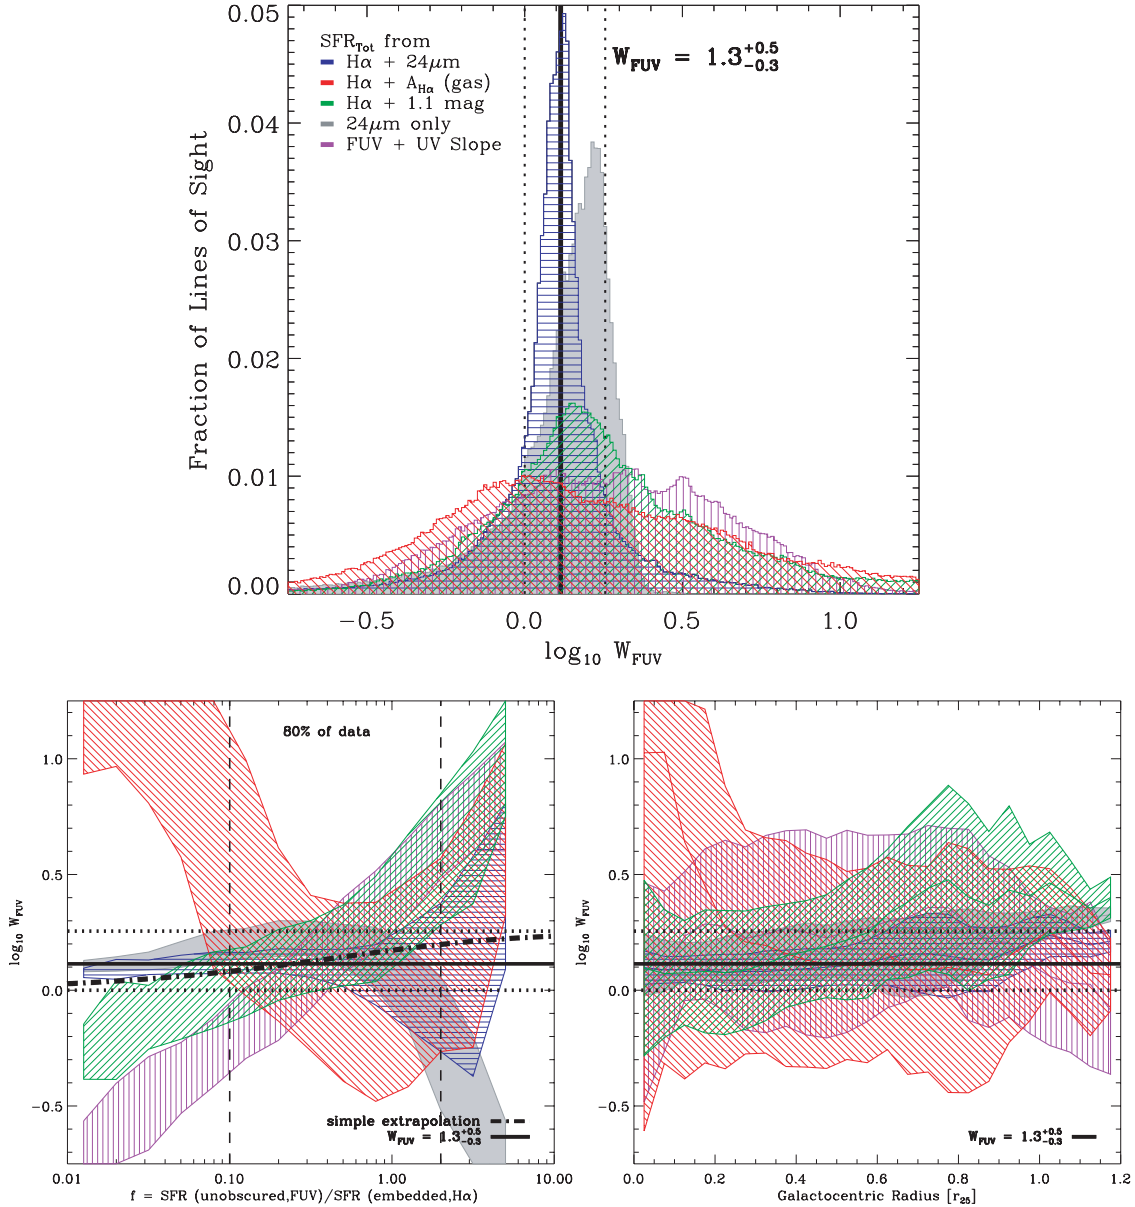 SFR_Tot from
Hα + 24μm
Hα + A_Hα (gas)
Hα + 1.1 mag
24μm only
FUV + UV Slope
W_FUV = 1.3^+0.5_-0.3
0.05
0.04
0.03
0.02
0.01
0.00
Fraction of Lines of Sight
−0.5
0.0
0.5
1.0
log₁₀ W_FUV
80% of data
1.0
0.5
0.0
−0.5
log₁₀ W_FUV
simple extrapolation
W_FUV = 1.3^+0.5_-0.3
0.01
0.10
1.00
10.00
f = SFR (unobscured,FUV)/SFR (embedded,Hα)
1.0
0.5
0.0
−0.5
log₁₀ W_FUV
W_FUV = 1.3^+0.5_-0.3
0.0
0.2
0.4
0.6
0.8
1.0
1.2
Galactocentric Radius [r₂₅]